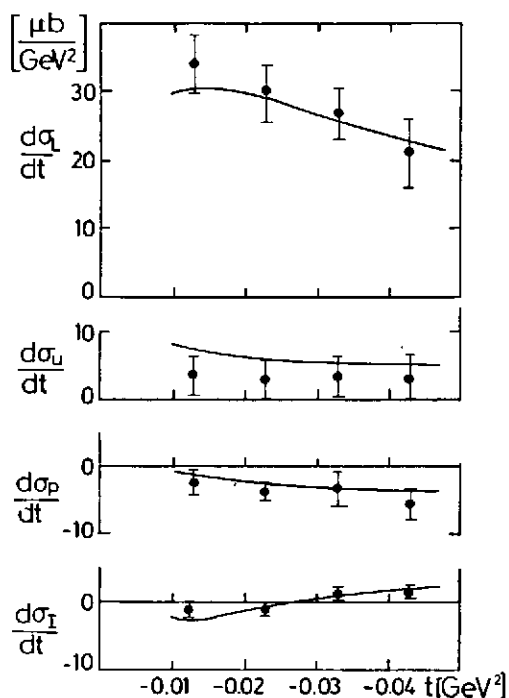 [μb/GeV²]
dσL/dt
30
20
10
0
dσu/dt
10
0
dσP/dt
0
-10
dσI/dt
0
-10
-0.01 -0.02 -0.03 -0.04 t[GeV²]